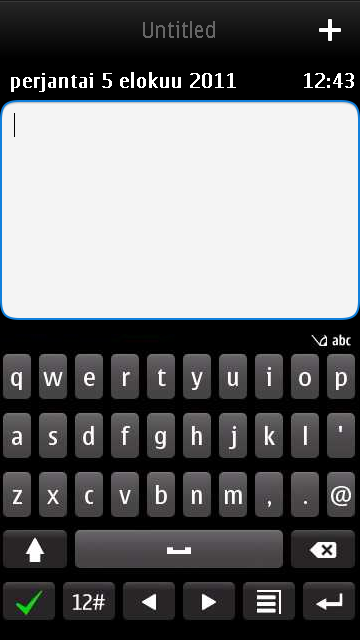 Untitled +
perjantai 5 elokuu 2011 12:43
abc
q w e r t y u i o p
a s d f g h j k l '
z x c v b n m , . @
12#